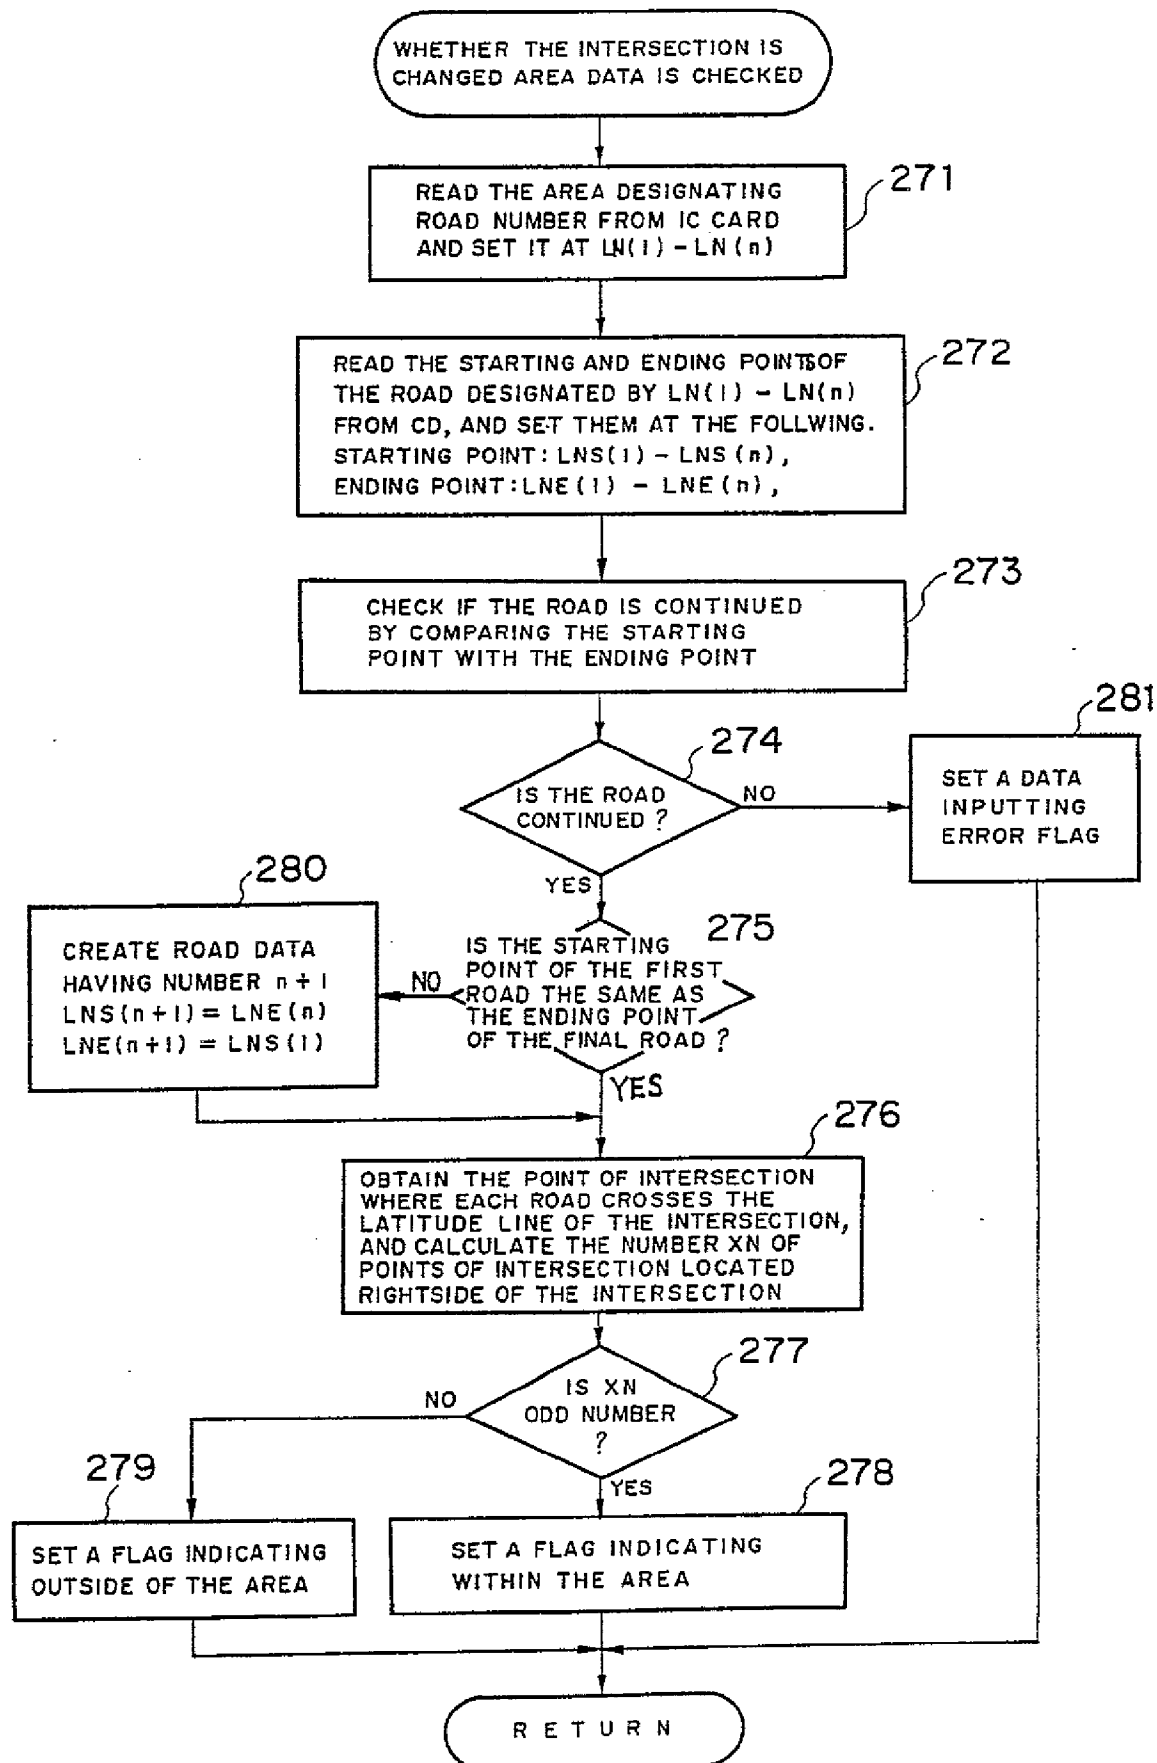 WHETHER THE INTERSECTION IS
CHANGED AREA DATA IS CHECKED
271
READ THE AREA DESIGNATING
ROAD NUMBER FROM IC CARD
AND SET IT AT LN(1)-LN(n)
272
READ THE STARTING AND ENDING POINTS OF
THE ROAD DESIGNATED BY LN(1) - LN(n)
FROM CD, AND SET THEM AT THE FOLLWING.
STARTING POINT: LNS(1) - LNS(n),
ENDING POINT: LNE(1) - LNE(n),
273
CHECK IF THE ROAD IS CONTINUED
BY COMPARING THE STARTING
POINT WITH THE ENDING POINT
274
IS THE ROAD
CONTINUED ?
NO
281
SET A DATA
INPUTTING
ERROR FLAG
YES
275
IS THE STARTING
POINT OF THE FIRST
ROAD THE SAME AS
THE ENDING POINT
OF THE FINAL ROAD ?
NO
280
CREATE ROAD DATA
HAVING NUMBER n+1
LNS(n+1) = LNE(n)
LNE(n+1) = LNS(1)
YES
276
OBTAIN THE POINT OF INTERSECTION
WHERE EACH ROAD CROSSES THE
LATITUDE LINE OF THE INTERSECTION,
AND CALCULATE THE NUMBER XN OF
POINTS OF INTERSECTION LOCATED
RIGHTSIDE OF THE INTERSECTION
277
IS XN
ODD NUMBER
?
NO
YES
279
SET A FLAG INDICATING
OUTSIDE OF THE AREA
278
SET A FLAG INDICATING
WITHIN THE AREA
RETURN